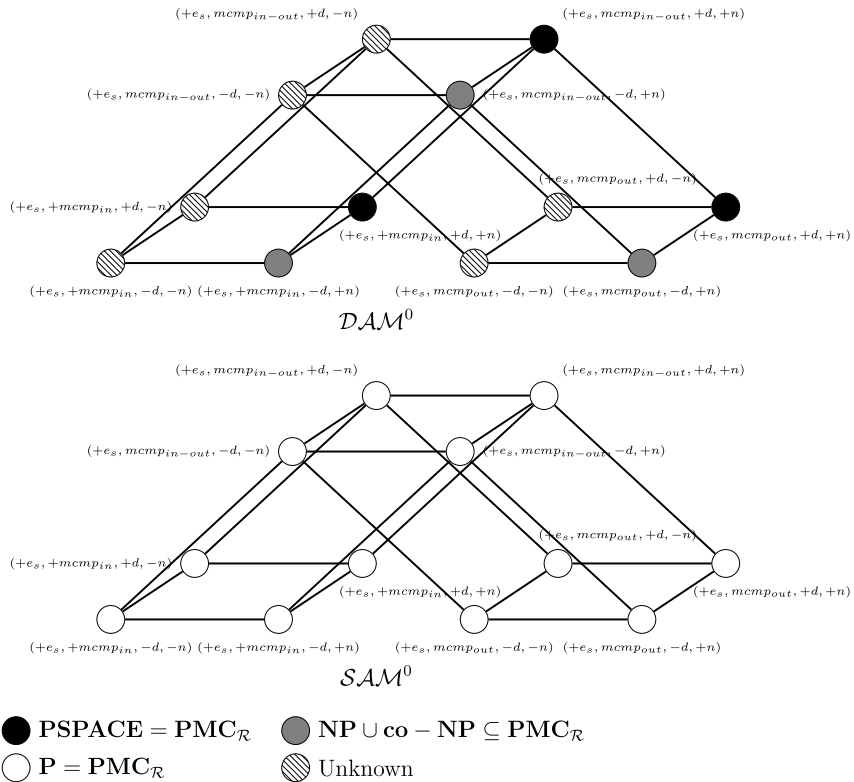 (+e_s, mcmp_{in−out}, +d, −n) (+e_s, mcmp_{in−out}, +d, +n)
(+e_s, mcmp_{in−out}, −d, −n) (+e_s, mcmp_{in−out}, −d, +n)
(+e_s, mcmp_{out}, +d, −n)
(+e_s, +mcmp_{in}, +d, −n)
(+e_s, +mcmp_{in}, +d, +n) (+e_s, mcmp_{out}, +d, +n)
(+e_s, +mcmp_{in}, −d, −n) (+e_s, +mcmp_{in}, −d, +n) (+e_s, mcmp_{out}, −d, −n) (+e_s, mcmp_{out}, −d, +n)
𝒟𝒜ℳ^0
(+e_s, mcmp_{in−out}, +d, −n) (+e_s, mcmp_{in−out}, +d, +n)
(+e_s, mcmp_{in−out}, −d, −n) (+e_s, mcmp_{in−out}, −d, +n)
(+e_s, mcmp_{out}, +d, −n)
(+e_s, +mcmp_{in}, +d, −n)
(+e_s, +mcmp_{in}, +d, +n) (+e_s, mcmp_{out}, +d, +n)
(+e_s, +mcmp_{in}, −d, −n) (+e_s, +mcmp_{in}, −d, +n) (+e_s, mcmp_{out}, −d, −n) (+e_s, mcmp_{out}, −d, +n)
𝒮𝒜ℳ^0
PSPACE = PMC_ℛ NP ∪ co − NP ⊆ PMC_ℛ
P = PMC_ℛ Unknown